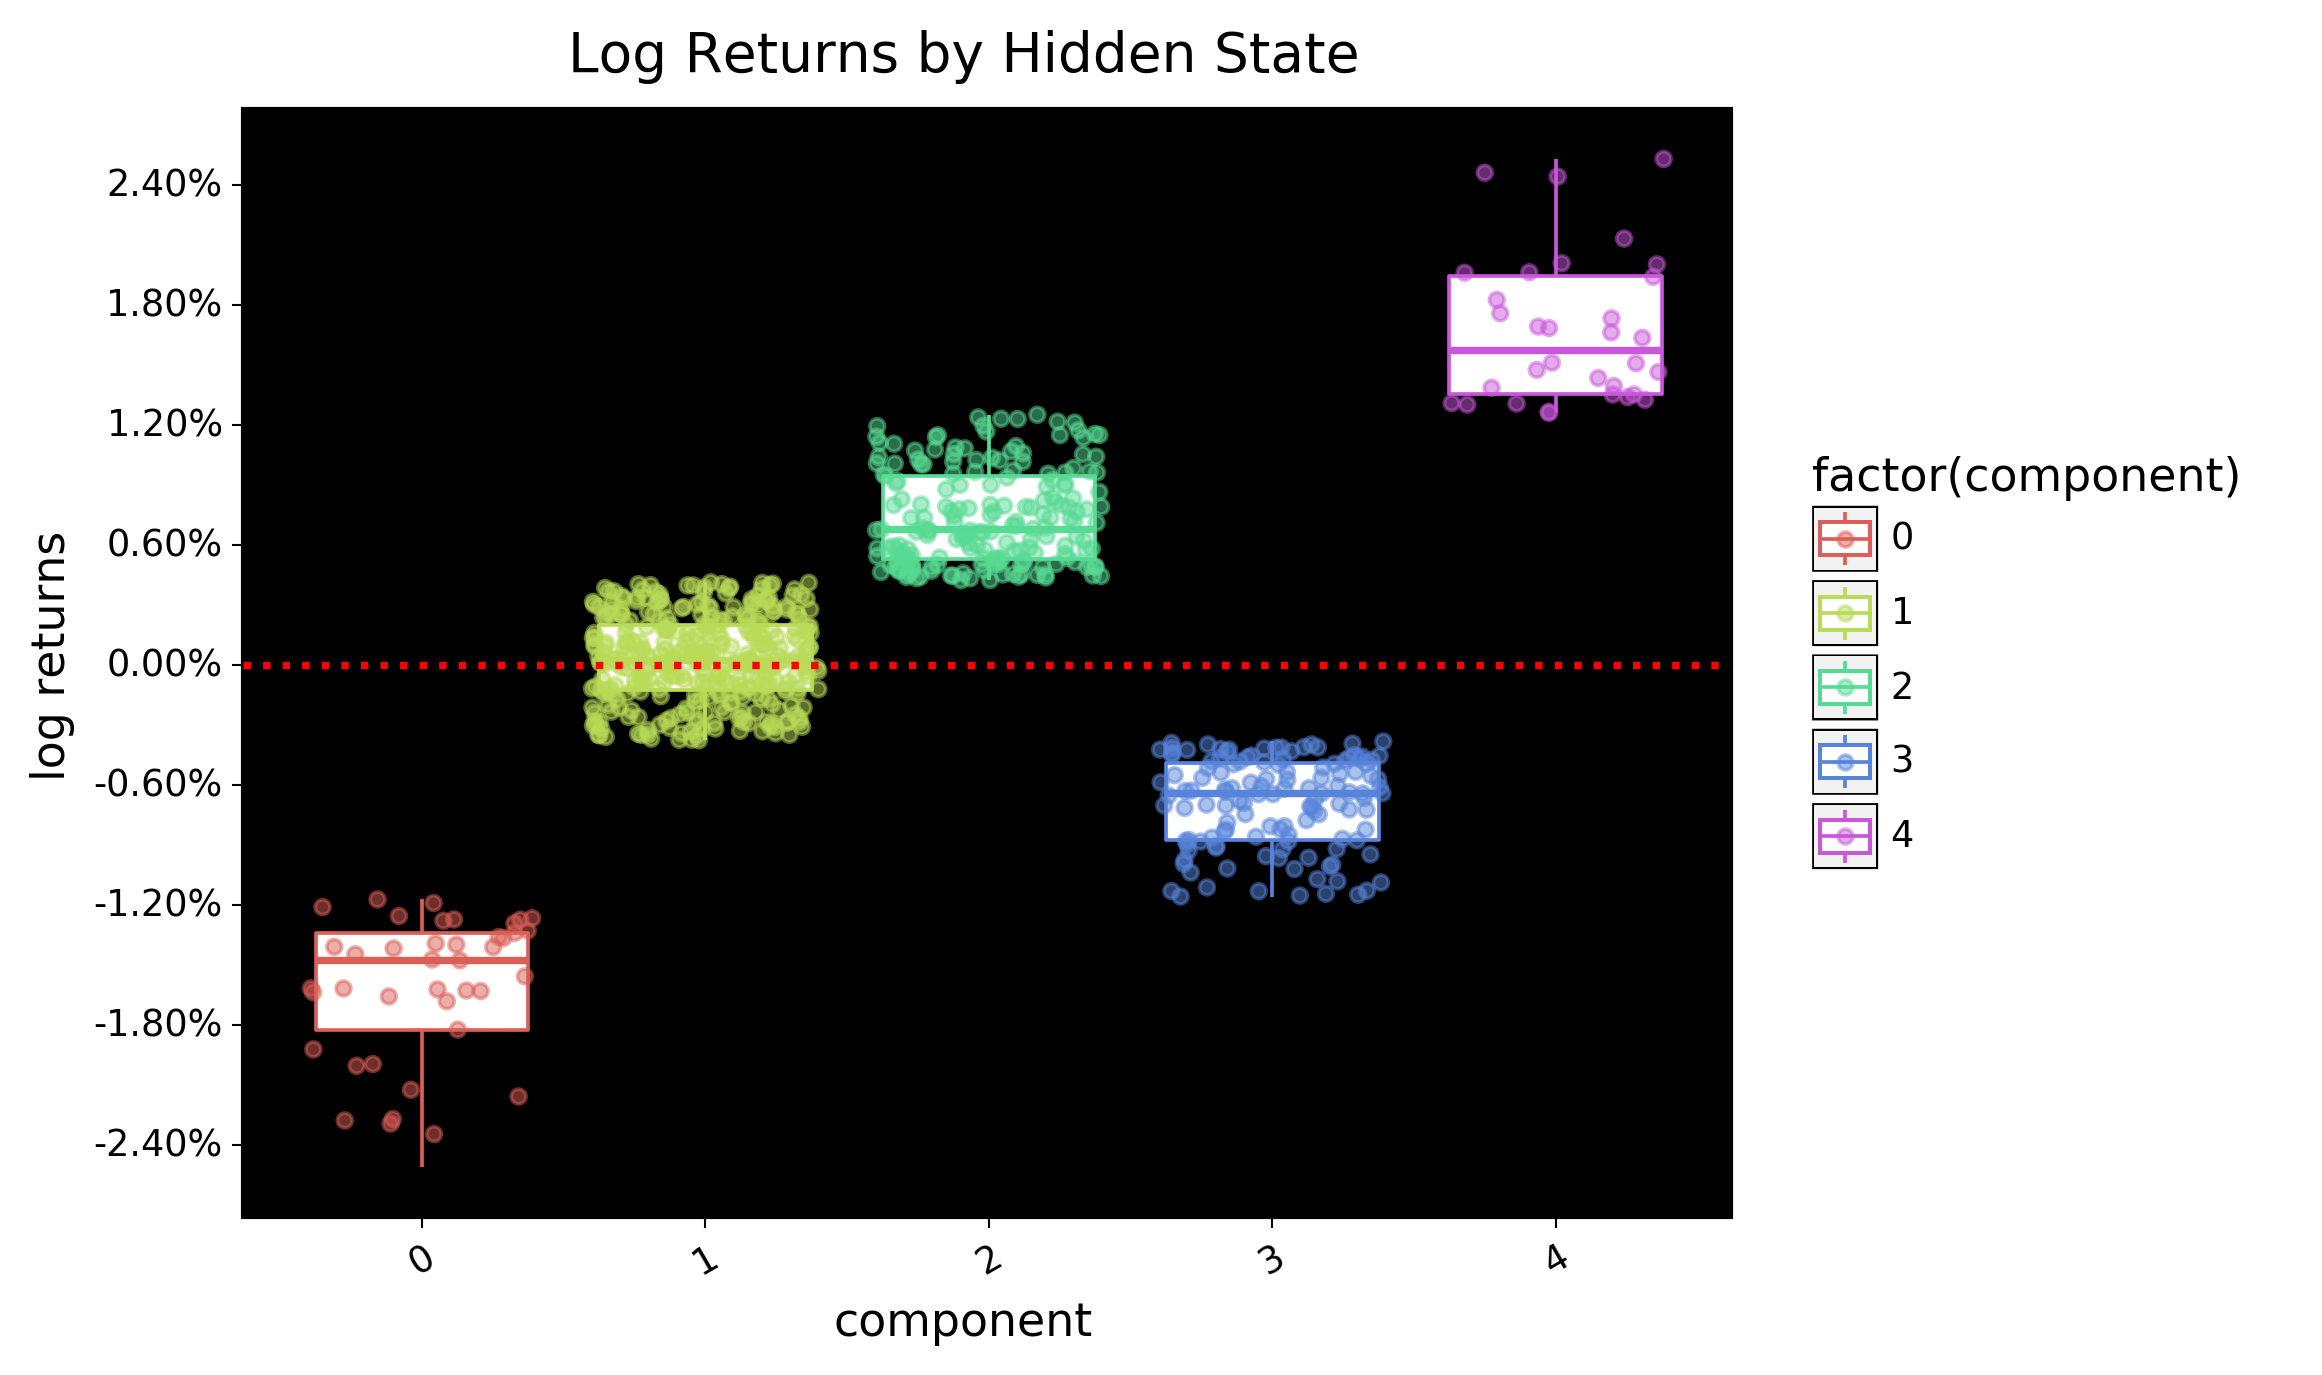 Log Returns by Hidden State
log returns
2.40%
1.80%
1.20%
0.60%
0.00%
-0.60%
-1.20%
-1.80%
-2.40%
0 1 2 3 4
component
factor(component)
0
1
2
3
4